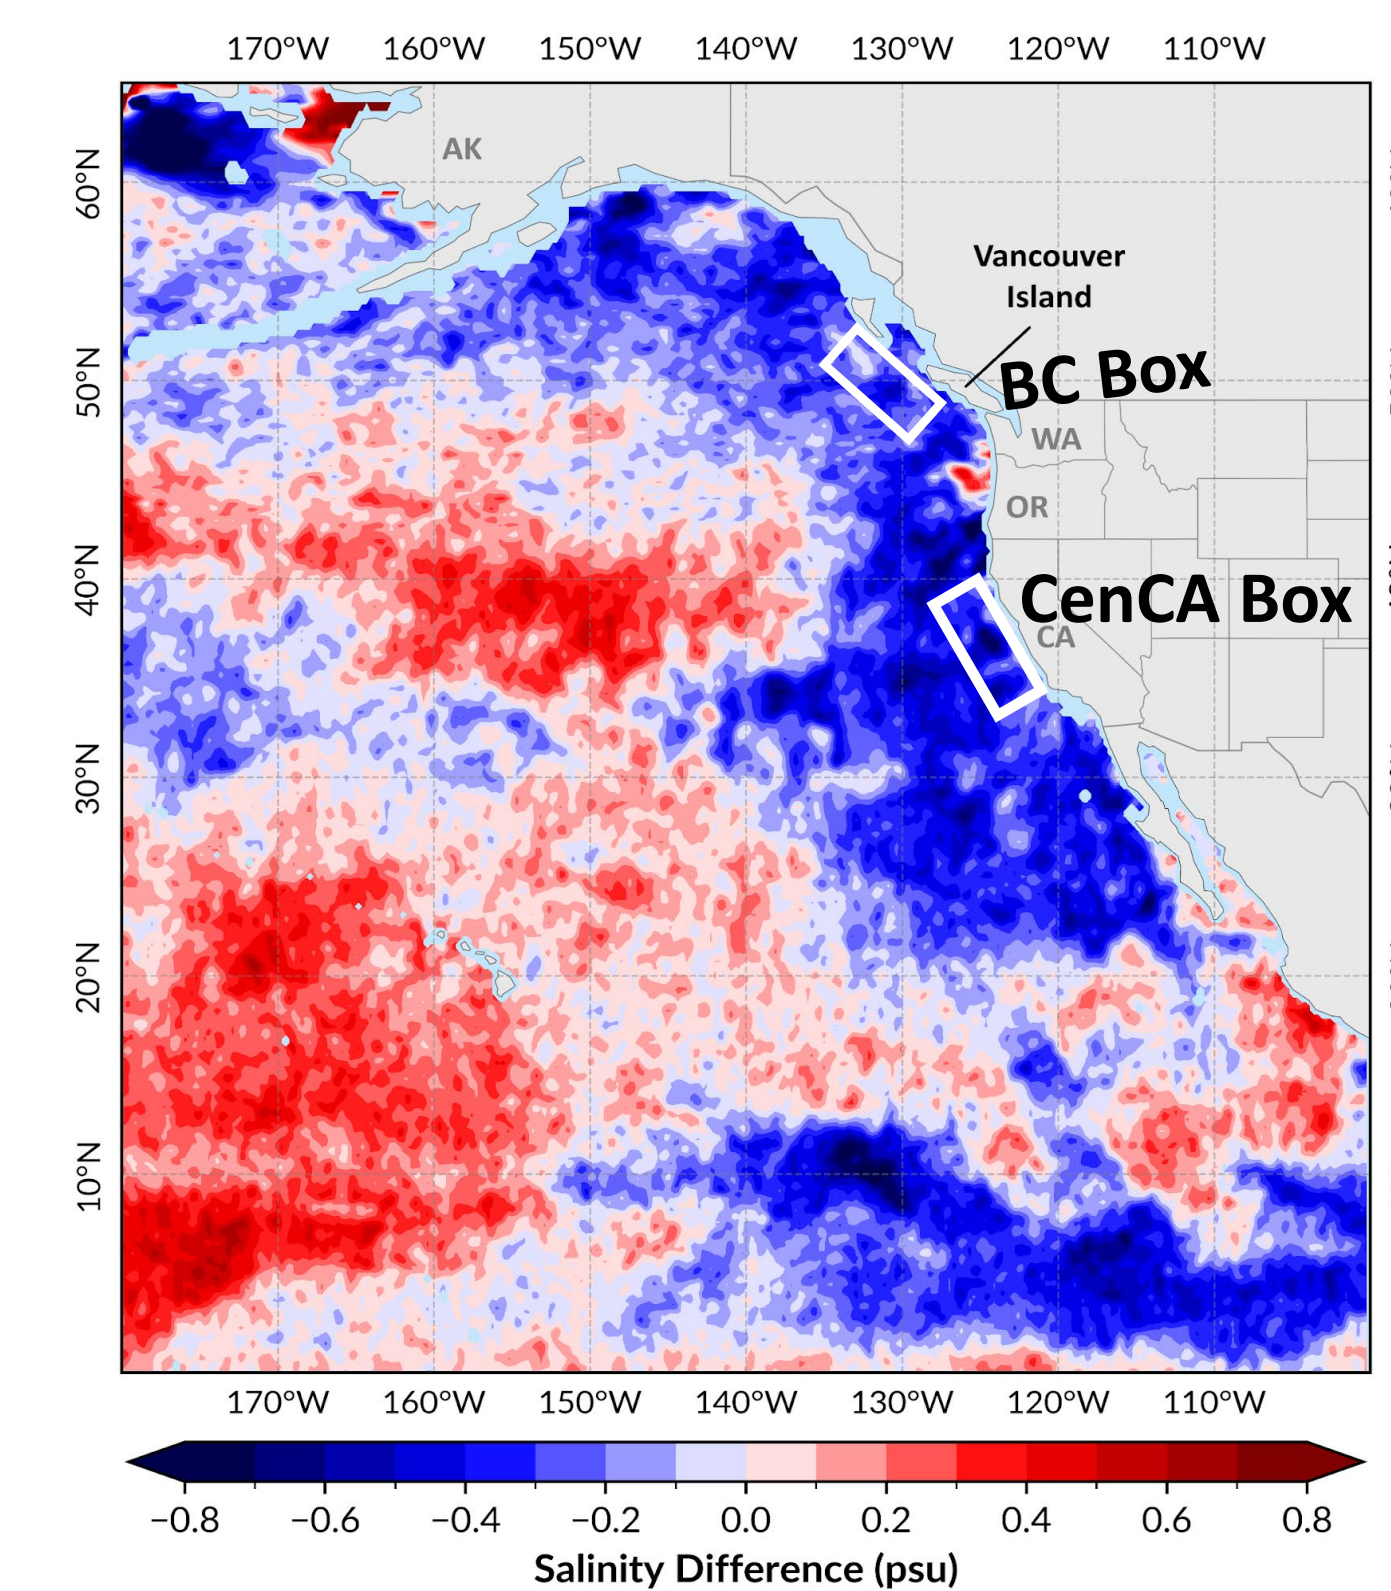 170°W 160°W 150°W 140°W 130°W 120°W 110°W
60°N
AK
Vancouver
Island
50°N
BC Box
WA
OR
40°N
CenCA Box
CA
30°N
20°N
10°N
170°W 160°W 150°W 140°W 130°W 120°W 110°W
−0.8 −0.6 −0.4 −0.2 0.0 0.2 0.4 0.6 0.8
Salinity Difference (psu)